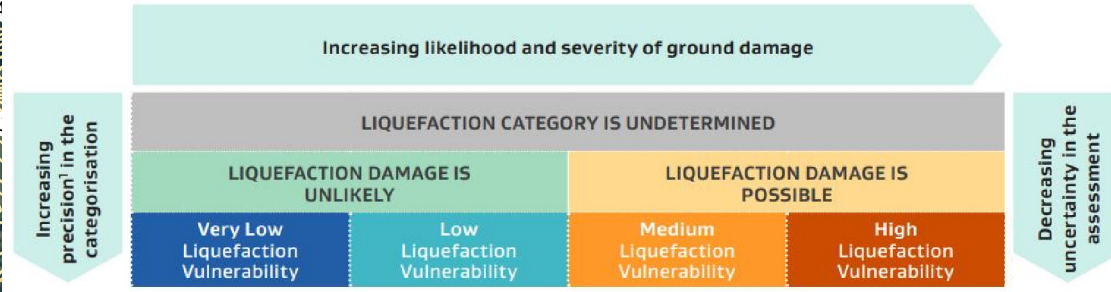 Increasing likelihood and severity of ground damage
Increasing
precision¹ in the
categorisation
LIQUEFACTION CATEGORY IS UNDETERMINED
LIQUEFACTION DAMAGE IS
UNLIKELY
LIQUEFACTION DAMAGE IS
POSSIBLE
Very Low
Liquefaction
Vulnerability
Low
Liquefaction
Vulnerability
Medium
Liquefaction
Vulnerability
High
Liquefaction
Vulnerability
Decreasing
uncertainty in the
assessment